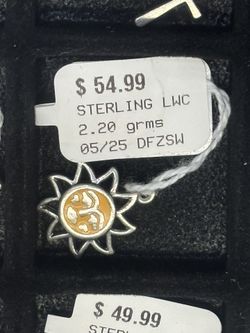 $ 54.99
STERLING LWC
2.20 grms
05/25 DFZSW
$ 49.99